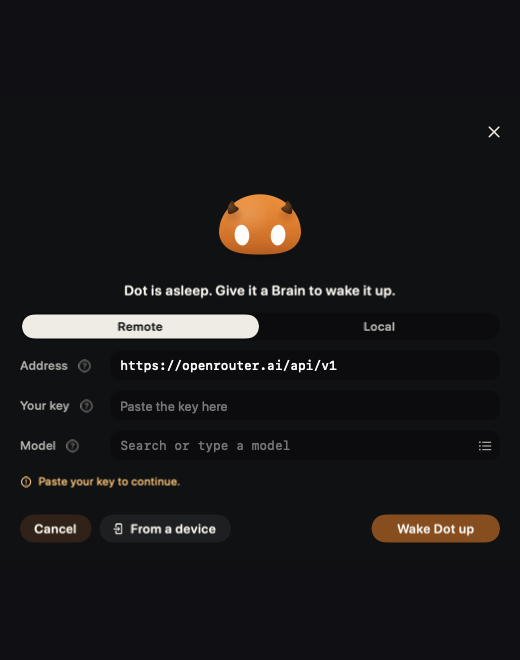 Dot is asleep. Give it a Brain to wake it up.
Remote Local
Address ? https://openrouter.ai/api/v1
Your key ? Paste the key here
Model ? Search or type a model
Paste your key to continue.
Cancel From a device Wake Dot up